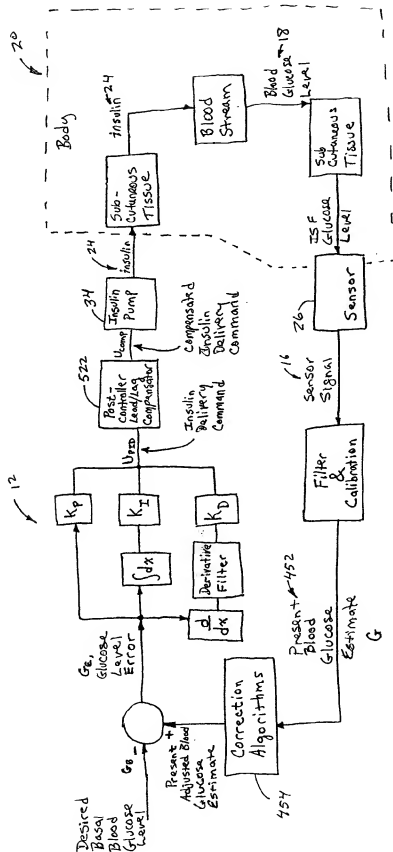 20
Body
insulin
24
Blood
Stream
Blood
Glucose
Level
18
Sub-
Cutaneous
Tissue
Sub
Cutaneous
Tissue
24
insulin
ISF
Glucose
Level
34
Insulin
Pump
26
Sensor
Ucomp
Compensated
Insulin
Delivery
Command
522
Post-
Controller
Lead/Lag
Compensator
16
Sensor
Signal
UPID
Insulin
Delivery
Command
12
KP
KI
KD
∫dx
Derivative
Filter
d/dx
Filter
&
Calibration
GE,
Glucose
Level
Error
Present
Blood
Glucose
Estimate
G
452
GB
-
+
Present
Adjusted Blood
Glucose
Estimate
Correction
Algorithms
454
Desired
Basal
Blood
Glucose
Level